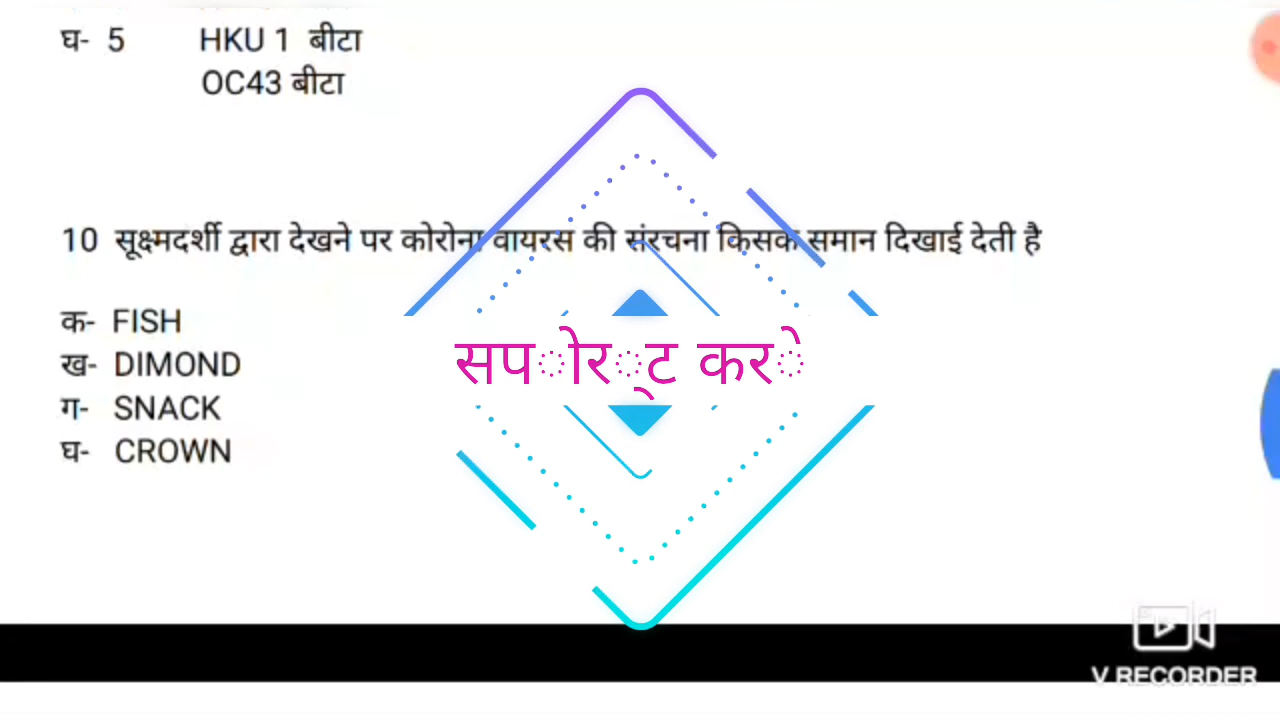 घ- 5 HKU 1 बीटा
OC43 बीटा
10 सूक्ष्मदर्शी द्वारा देखने पर कोरोना वायरस की संरचना किसके समान दिखाई देती है
क- FISH
ख- DIMOND
ग- SNACK
घ- CROWN
सपोर्ट करे
V RECORDER